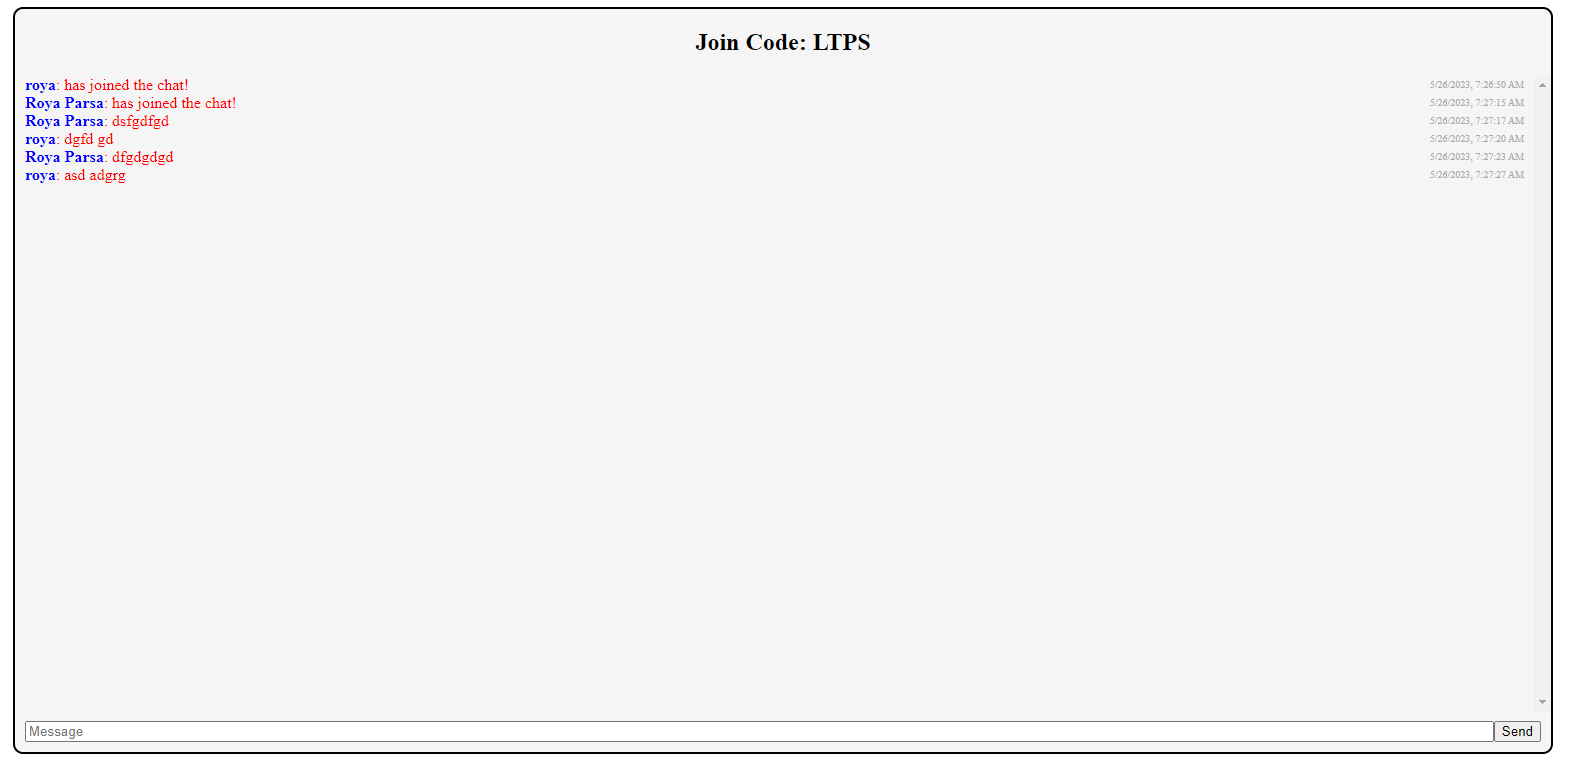 Join Code: LTPS
roya: has joined the chat! 5/26/2023, 7:26:50 AM
Roya Parsa: has joined the chat! 5/26/2023, 7:27:15 AM
Roya Parsa: dsfgdfgd 5/26/2023, 7:27:17 AM
roya: dgfd gd 5/26/2023, 7:27:20 AM
Roya Parsa: dfgdgdgd 5/26/2023, 7:27:23 AM
roya: asd adgrg 5/26/2023, 7:27:27 AM
Message Send